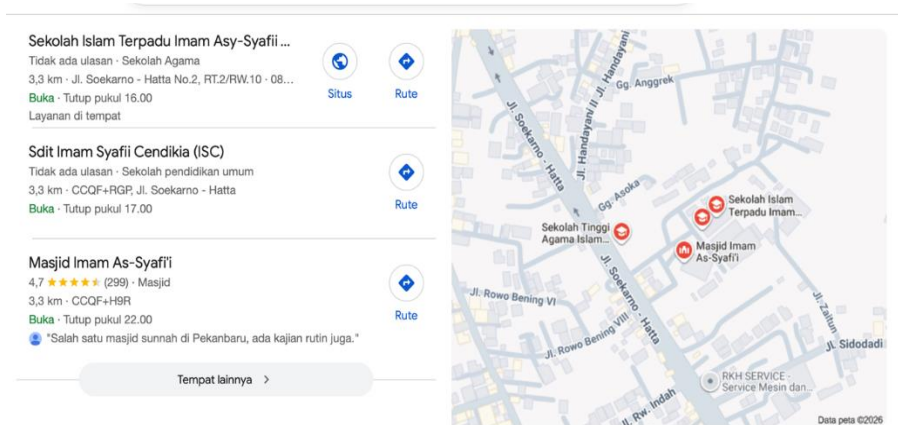 Sekolah Islam Terpadu Imam Asy-Syafii ...
Tidak ada ulasan · Sekolah Agama
3,3 km · Jl. Soekarno - Hatta No.2, RT.2/RW.10 · 08...
Buka · Tutup pukul 16.00
Layanan di tempat
Situs
Rute
Sdit Imam Syafii Cendikia (ISC)
Tidak ada ulasan · Sekolah pendidikan umum
3,3 km · CCQF+RGP, Jl. Soekarno - Hatta
Buka · Tutup pukul 17.00
Rute
Masjid Imam As-Syafi'i
4,7 ★★★★★ (299) · Masjid
3,3 km · CCQF+H9R
Buka · Tutup pukul 22.00
"Salah satu masjid sunnah di Pekanbaru, ada kajian rutin juga."
Rute
Tempat lainnya >
Jl. Handayani
Gg. Anggrek
Jl. Handayani II
Jl. Soekarno - Hatta
Gg. Asoka
Sekolah Islam
Terpadu Imam...
Sekolah Tinggi
Agama Islam...
Masjid Imam
As-Syafi'i
Jl. Soekarno - Hatta
Jl. Rowo Bening VI
Jl. Rowo Bening VIII
Jl. Zaitun
Jl. Sidodadi
RKH SERVICE -
Service Mesin dan...
Jl. Rw. Indah
Data peta ©2026